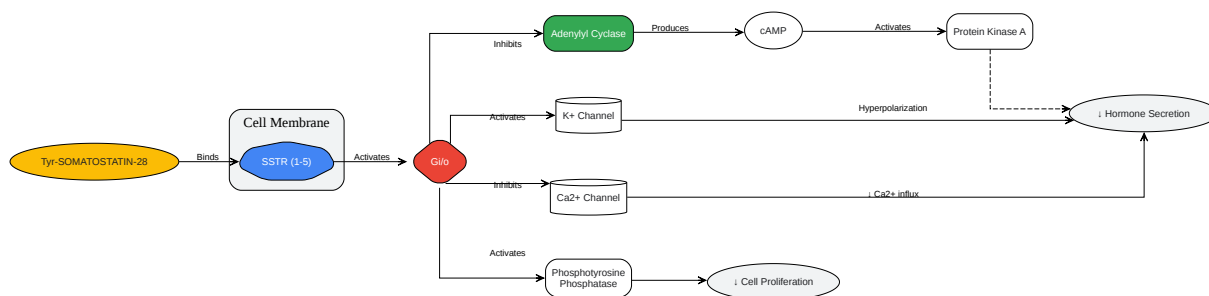 Adenylyl Cyclase
Produces
cAMP
Activates
Protein Kinase A
Inhibits
Cell Membrane
K+ Channel
Hyperpolarization
↓ Hormone Secretion
Activates
Tyr-SOMATOSTATIN-28
Binds
SSTR (1-5)
Activates
Gi/o
Inhibits
Ca2+ Channel
↓ Ca2+ influx
Activates
Phosphotyrosine
Phosphatase
↓ Cell Proliferation